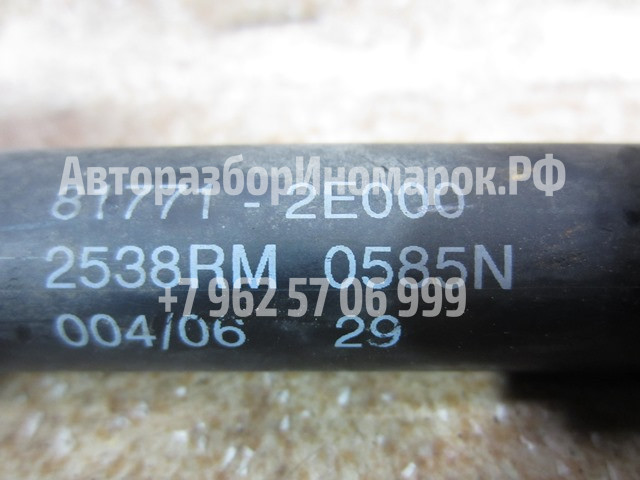 АвторазборИномарок.РФ
81771 - 2E000
2538RM 0585N
+7 962 57 06 999
004/06 29